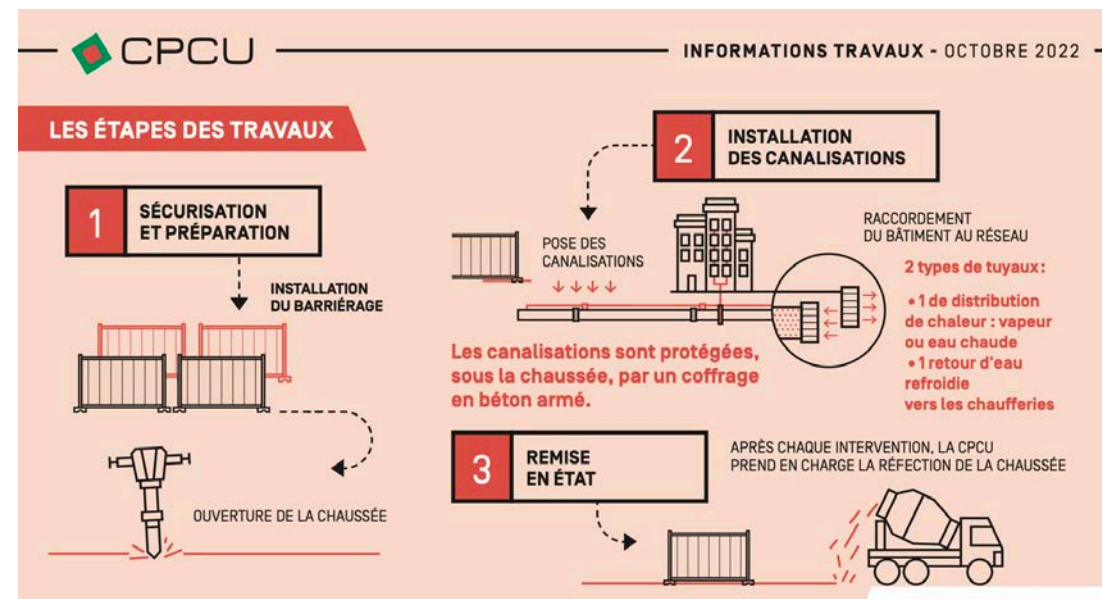 CPCU
INFORMATIONS TRAVAUX - OCTOBRE 2022
LES ÉTAPES DES TRAVAUX
1
SÉCURISATION
ET PRÉPARATION
INSTALLATION
DU BARRIÉRAGE
OUVERTURE DE LA CHAUSSÉE
2
INSTALLATION
DES CANALISATIONS
POSE DES
CANALISATIONS
RACCORDEMENT
DU BÂTIMENT AU RÉSEAU
2 types de tuyaux :
• 1 de distribution
de chaleur : vapeur
ou eau chaude
• 1 retour d'eau
refroidie
vers les chaufferies
Les canalisations sont protégées,
sous la chaussée, par un coffrage
en béton armé.
3
REMISE
EN ÉTAT
APRÈS CHAQUE INTERVENTION, LA CPCU
PREND EN CHARGE LA RÉFECTION DE LA CHAUSSÉE